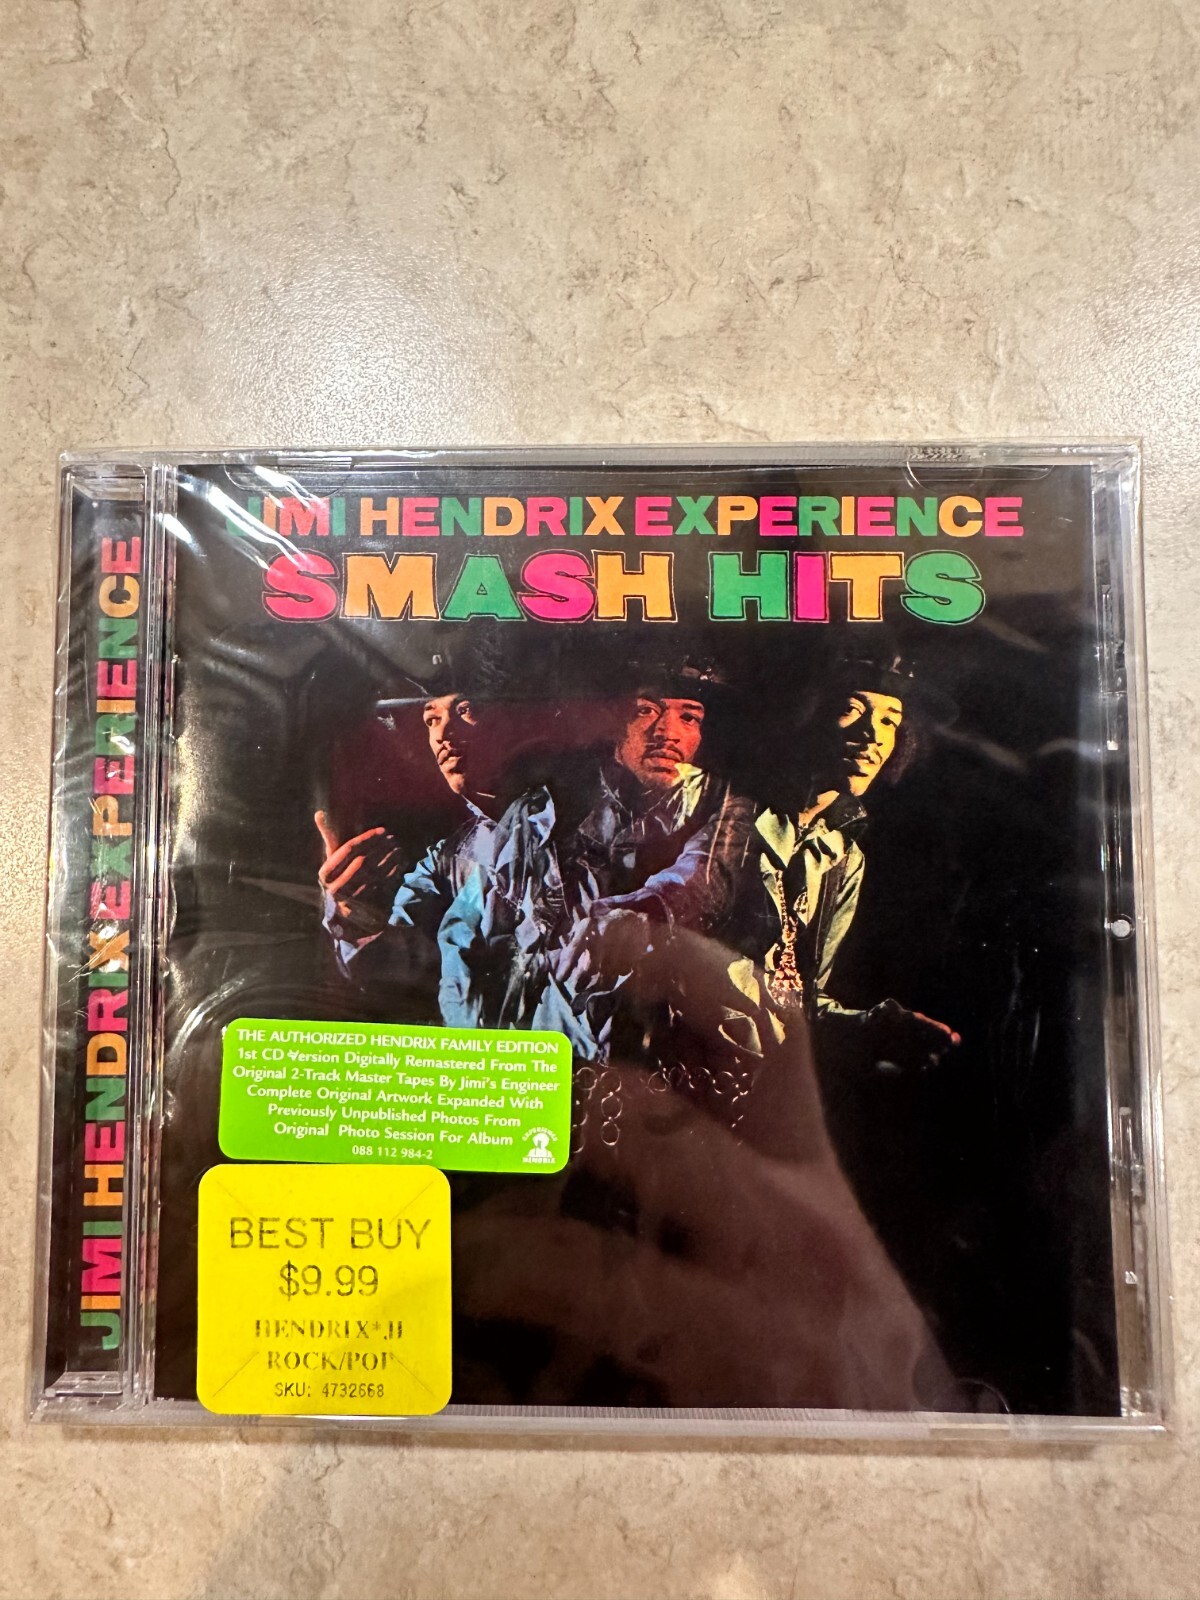 JIMI HENDRIX EXPERIENCE
SMASH HITS
JIMI HENDRIX EXPERIENCE
THE AUTHORIZED HENDRIX FAMILY EDITION
1st CD Version Digitally Remastered From The
Original 2-Track Master Tapes By Jimi's Engineer
Complete Original Artwork Expanded With
Previously Unpublished Photos From
Original Photo Session For Album
088 112 984-2
EXPERIENCE
HENDRIX
BEST BUY
$9.99
HENDRIX*JI
ROCK/POP
SKU: 4732668